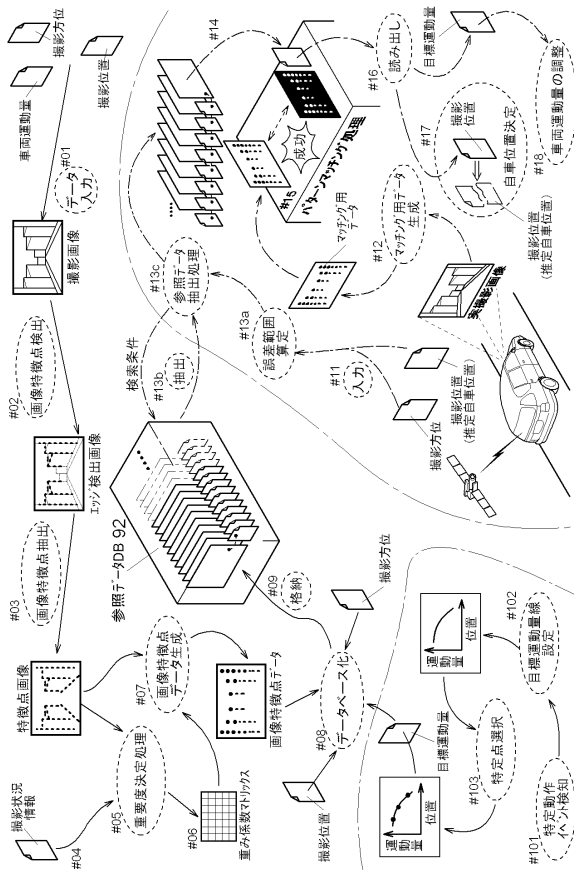 撮影状況
情報
#04
#05
重要度決定処理
#06
重み係数マトリックス
特徴点画像
#03
画像特徴点抽出
エッジ検出画像
#02
画像特徴点検出
撮影画像
#01
データ
入力
車両運動量
撮影方位
撮影位置
#07
画像特徴点
データ生成
画像特徴点データ
#08
データベース化
撮影位置
撮影方位
目標運動量
#09
格納
参照データDB 92
検索条件
#13b
抽出
#13c
参照データ
抽出処理
#13a
誤差範囲
算定
#11
入力
撮影方位
撮影位置
(推定自車位置)
実撮影画像
#12
マッチング用データ
生成
マッチング用
データ
#14
#15
成功
パターンマッチング処理
#16
読み出し
目標運動量
#17
撮影
位置
自車位置決定
撮影位置
(推定自車位置)
#18
車両運動量の調整
#101
特定動作
イベント検知
#102
目標運動量線
設定
運動量
位置
#103
特定点選択
運動量
位置